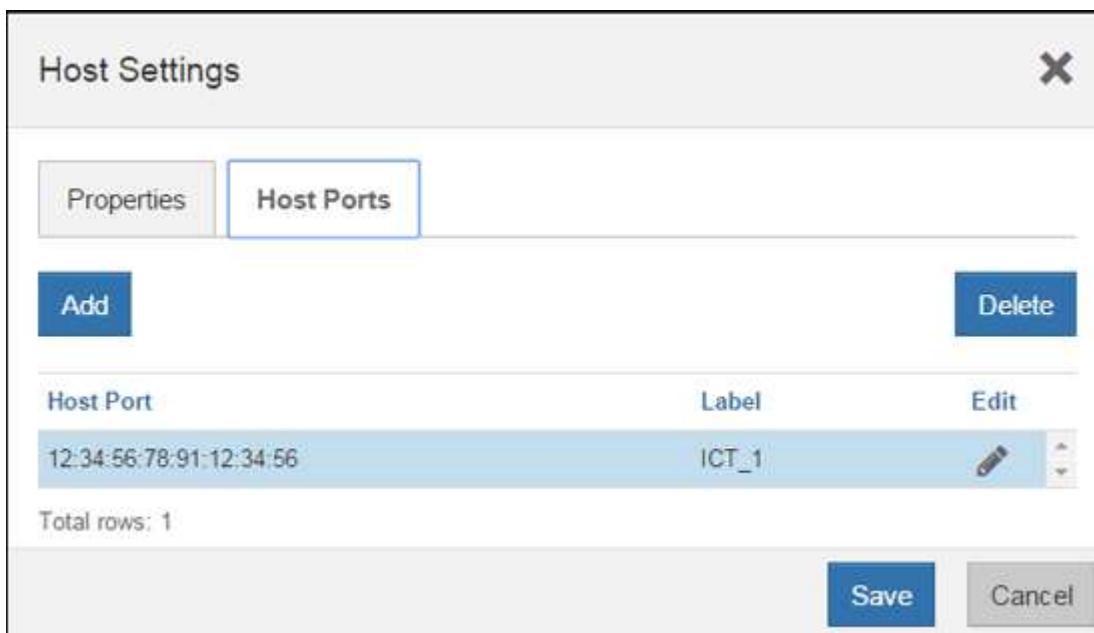 Host Settings
Properties Host Ports
Add Delete
Host Port Label Edit
12:34:56:78:91:12:34:56 ICT_1
Total rows: 1
Save Cancel